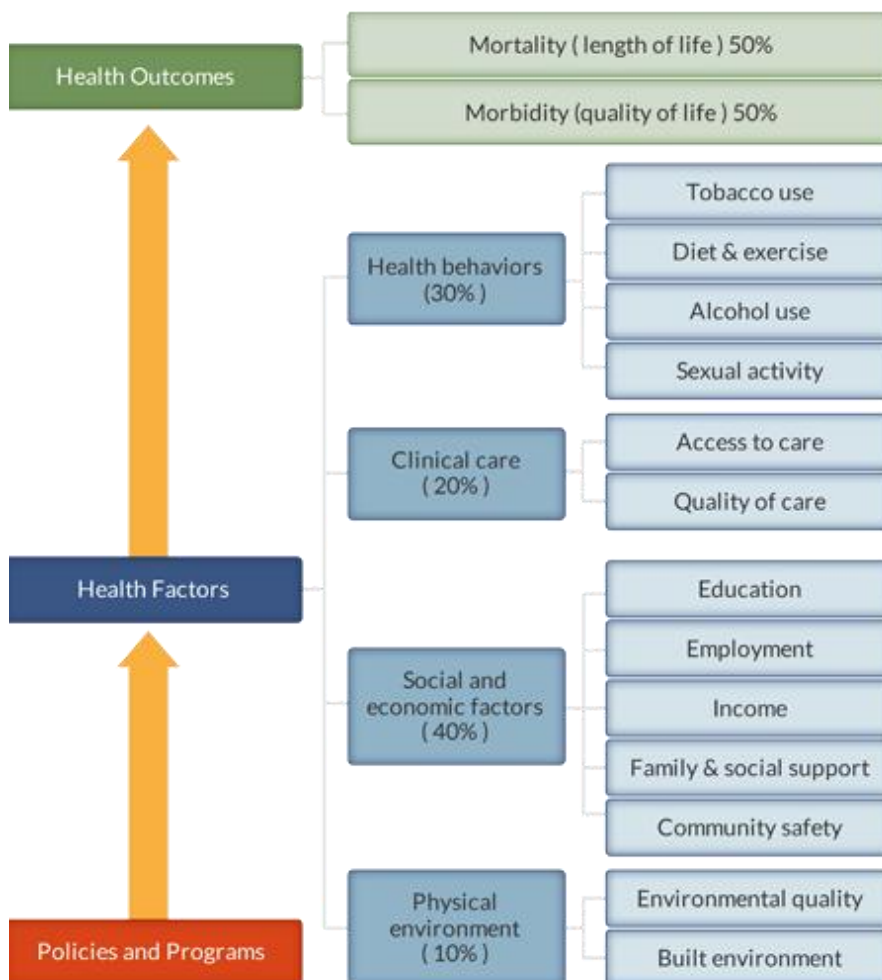 Health Outcomes
Mortality ( length of life ) 50%
Morbidity (quality of life ) 50%
Health behaviors
(30% )
Tobacco use
Diet & exercise
Alcohol use
Sexual activity
Clinical care
( 20% )
Access to care
Quality of care
Health Factors
Social and
economic factors
( 40% )
Education
Employment
Income
Family & social support
Community safety
Policies and Programs
Physical
environment
( 10% )
Environmental quality
Built environment